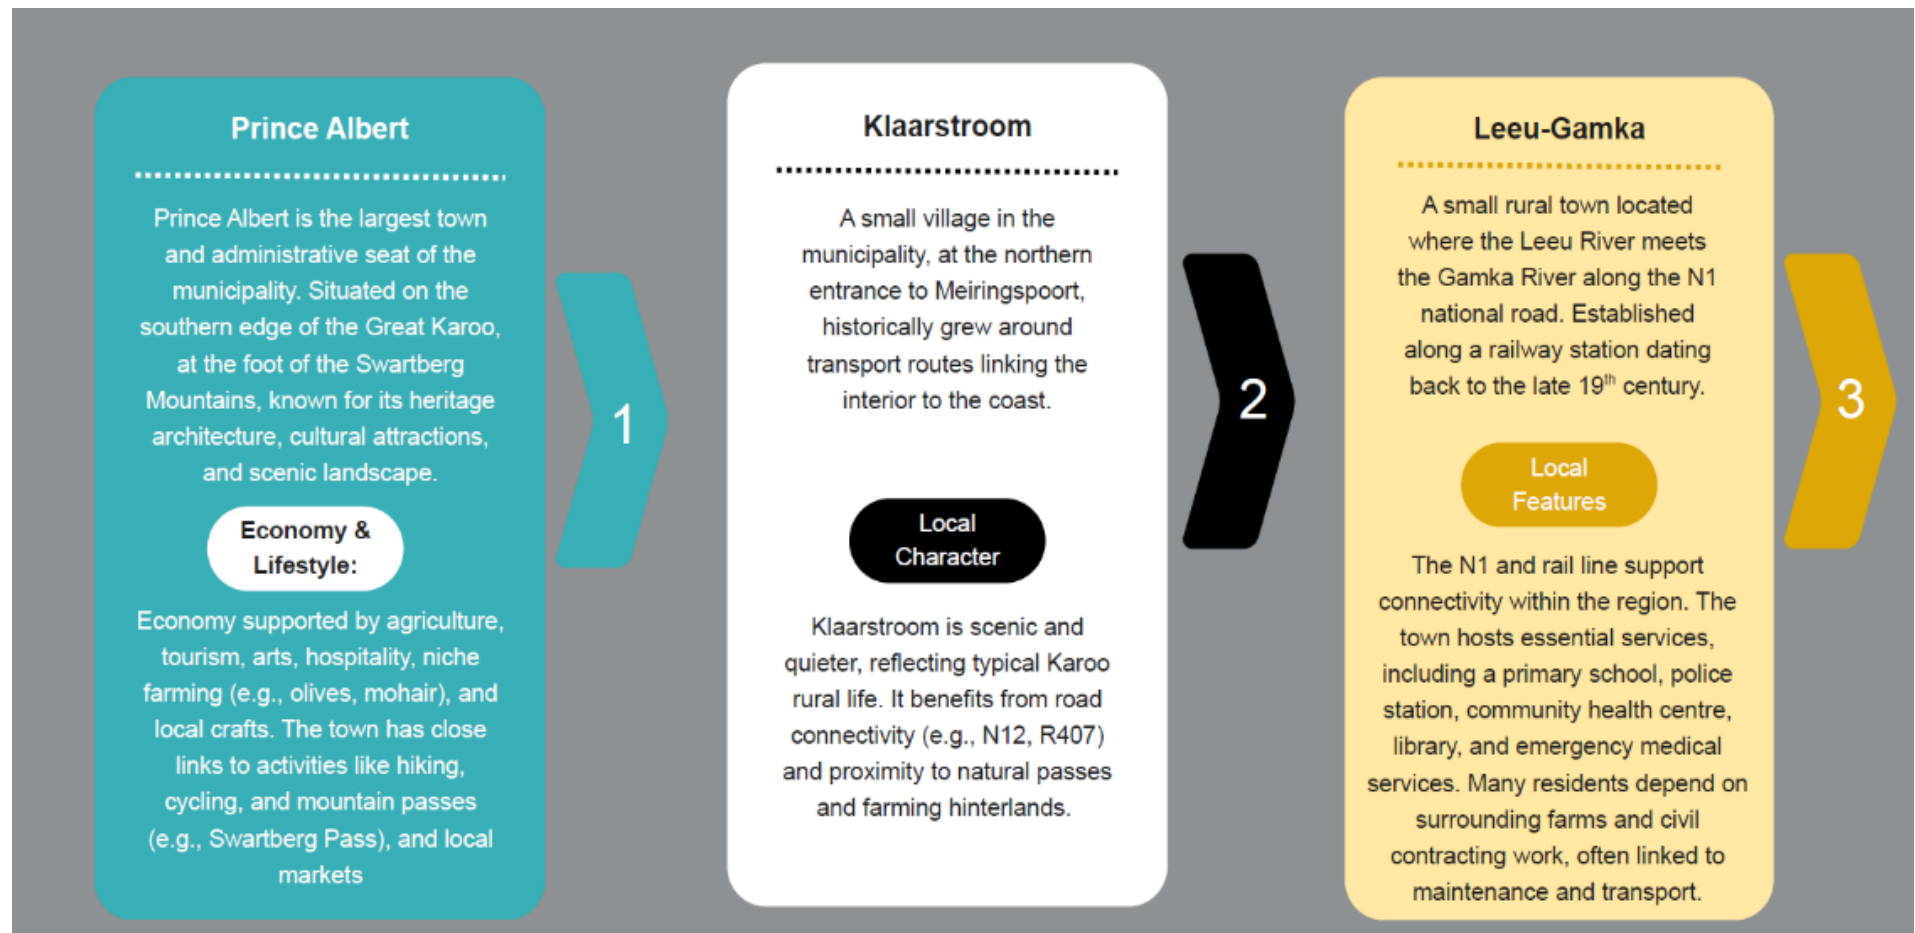 Prince Albert
Prince Albert is the largest town
and administrative seat of the
municipality. Situated on the
southern edge of the Great Karoo,
at the foot of the Swartberg
Mountains, known for its heritage
architecture, cultural attractions,
and scenic landscape.
Economy &
Lifestyle:
Economy supported by agriculture,
tourism, arts, hospitality, niche
farming (e.g., olives, mohair), and
local crafts. The town has close
links to activities like hiking,
cycling, and mountain passes
(e.g., Swartberg Pass), and local
markets
1
Klaarstroom
A small village in the
municipality, at the northern
entrance to Meiringspoort,
historically grew around
transport routes linking the
interior to the coast.
Local
Character
Klaarstroom is scenic and
quieter, reflecting typical Karoo
rural life. It benefits from road
connectivity (e.g., N12, R407)
and proximity to natural passes
and farming hinterlands.
2
Leeu-Gamka
A small rural town located
where the Leeu River meets
the Gamka River along the N1
national road. Established
along a railway station dating
back to the late 19th century.
Local
Features
The N1 and rail line support
connectivity within the region. The
town hosts essential services,
including a primary school, police
station, community health centre,
library, and emergency medical
services. Many residents depend on
surrounding farms and civil
contracting work, often linked to
maintenance and transport.
3